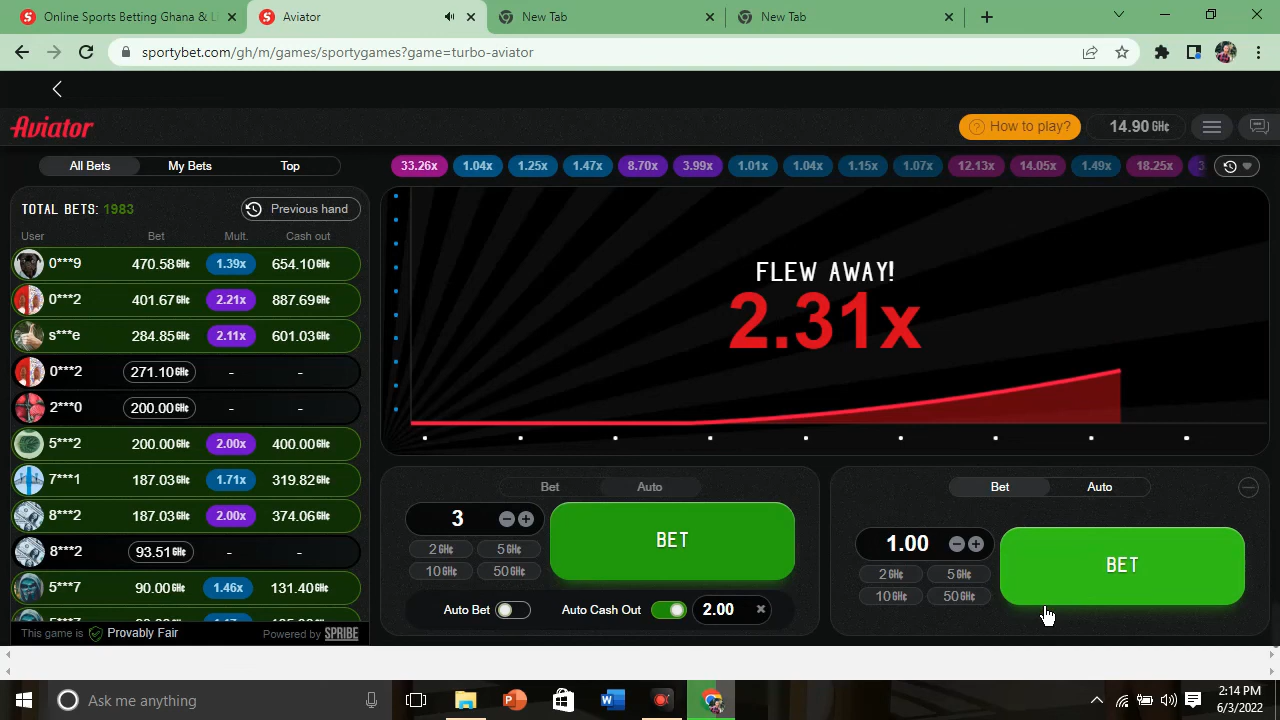 Online Sports Betting Ghana & Li
Aviator
New Tab
New Tab
sportybet.com/gh/m/games/sportygames?game=turbo-aviator
Aviator
How to play?
14.90 GH¢
All Bets
My Bets
Top
33.26x
1.04x
1.25x
1.47x
8.70x
3.99x
1.01x
1.04x
1.15x
1.07x
12.13x
14.05x
1.49x
18.25x
3
TOTAL BETS: 1983
Previous hand
User Bet Mult. Cash out
0***9 470.58GH¢ 1.39x 654.10GH¢
0***2 401.67GH¢ 2.21x 887.69GH¢
s***e 284.85GH¢ 2.11x 601.03GH¢
0***2 271.10GH¢ - -
2***0 200.00GH¢ - -
5***2 200.00GH¢ 2.00x 400.00GH¢
7***1 187.03GH¢ 1.71x 319.82GH¢
8***2 187.03GH¢ 2.00x 374.06GH¢
8***2 93.51GH¢ - -
5***7 90.00GH¢ 1.46x 131.40GH¢
This game is Provably Fair
Powered by SPRIBE
FLEW AWAY!
2.31x
Bet Auto
3
2GH¢ 5GH¢
10GH¢ 50GH¢
BET
Auto Bet
Auto Cash Out
2.00
Bet Auto
1.00
2GH¢ 5GH¢
10GH¢ 50GH¢
BET
Ask me anything
2:14 PM
6/3/2022